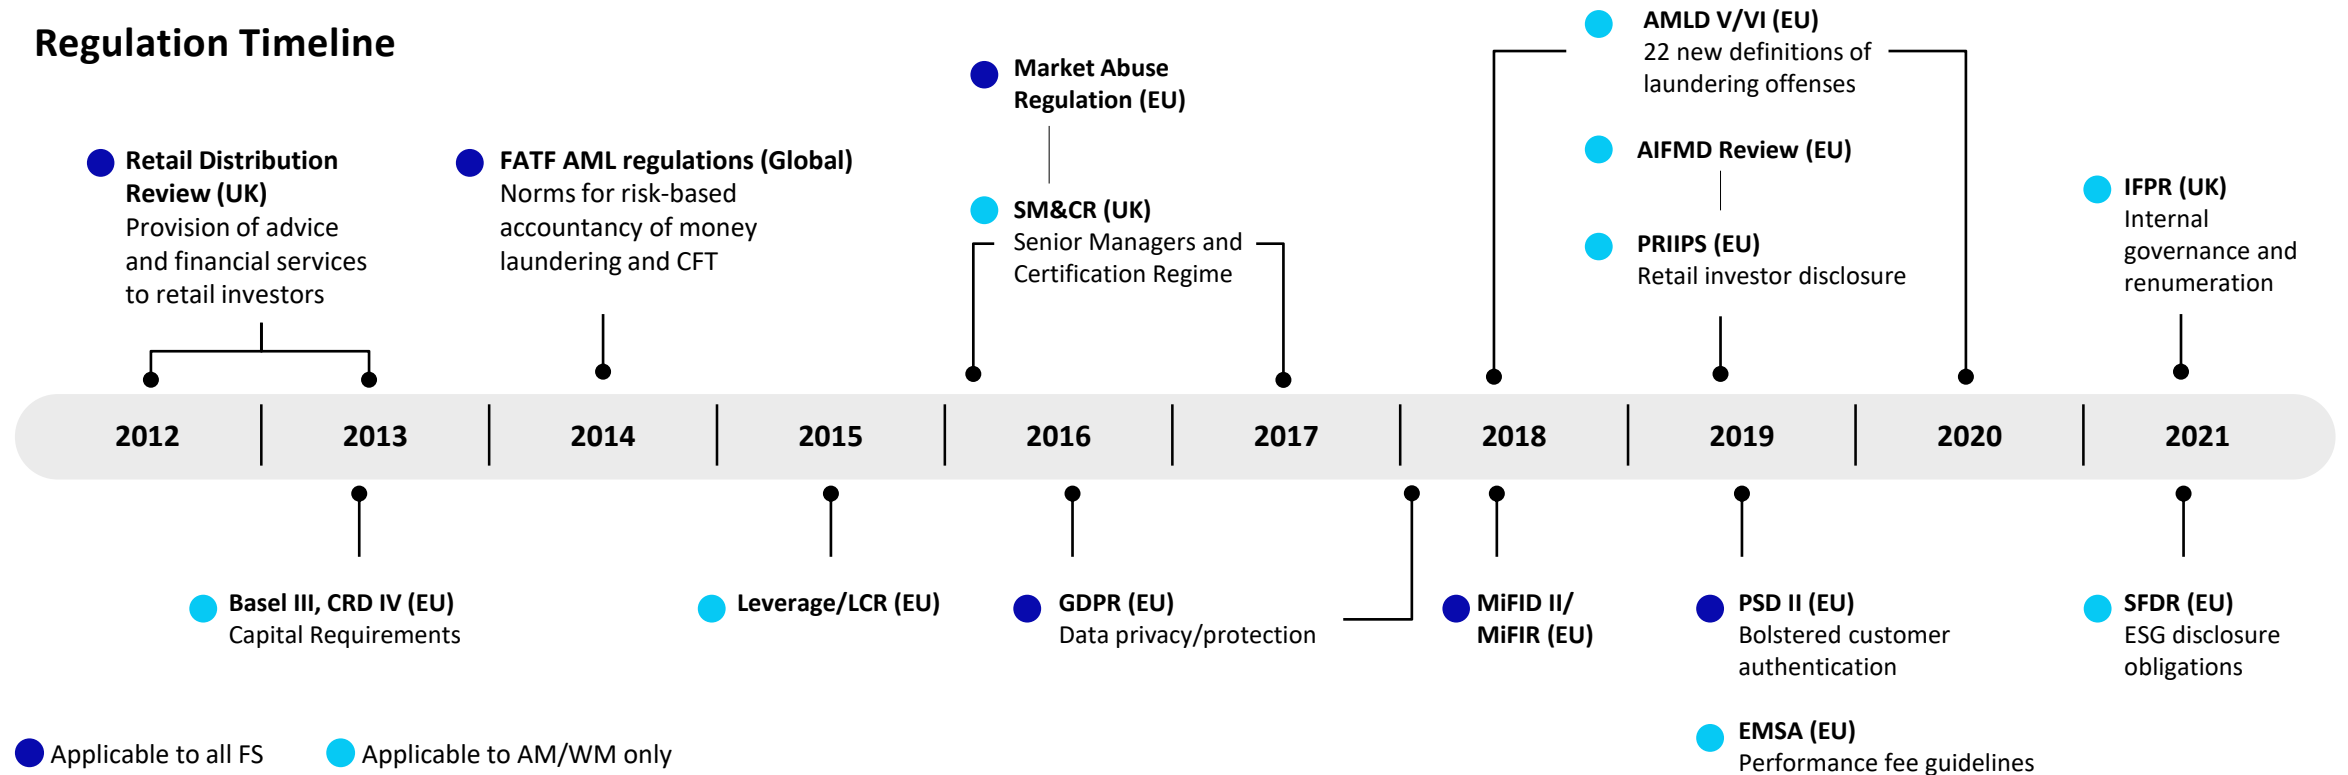 Regulation Timeline
Retail Distribution
Review (UK)
Provision of advice
and financial services
to retail investors
FATF AML regulations (Global)
Norms for risk-based
accountancy of money
laundering and CFT
Market Abuse
Regulation (EU)
SM&CR (UK)
Senior Managers and
Certification Regime
AMLD V/VI (EU)
22 new definitions of
laundering offenses
AIFMD Review (EU)
PRIIPS (EU)
Retail investor disclosure
IFPR (UK)
Internal
governance and
renumeration
2012
2013
2014
2015
2016
2017
2018
2019
2020
2021
Basel III, CRD IV (EU)
Capital Requirements
Leverage/LCR (EU)
GDPR (EU)
Data privacy/protection
MiFID II/
MiFIR (EU)
PSD II (EU)
Bolstered customer
authentication
EMSA (EU)
Performance fee guidelines
SFDR (EU)
ESG disclosure
obligations
Applicable to all FS
Applicable to AM/WM only